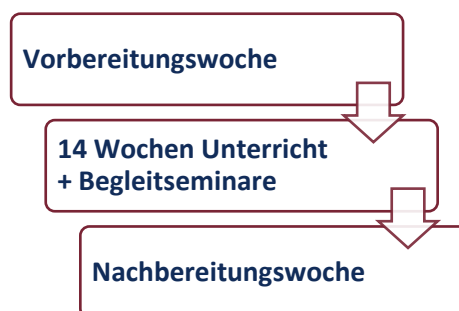 Vorbereitungswoche
14 Wochen Unterricht
+ Begleitseminare
Nachbereitungswoche